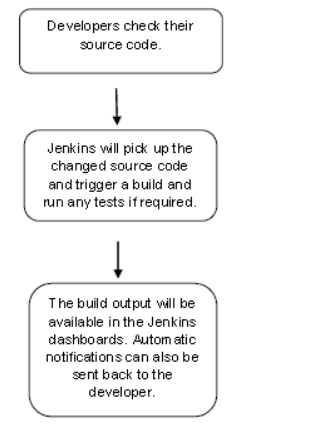 Developers check their
source code.
Jenkins will pick up the
changed source code
and trigger a build and
run any tests if required.
The build output will be
available in the Jenkins
dashboards. Automatic
notifications can also be
sent back to the
developer.